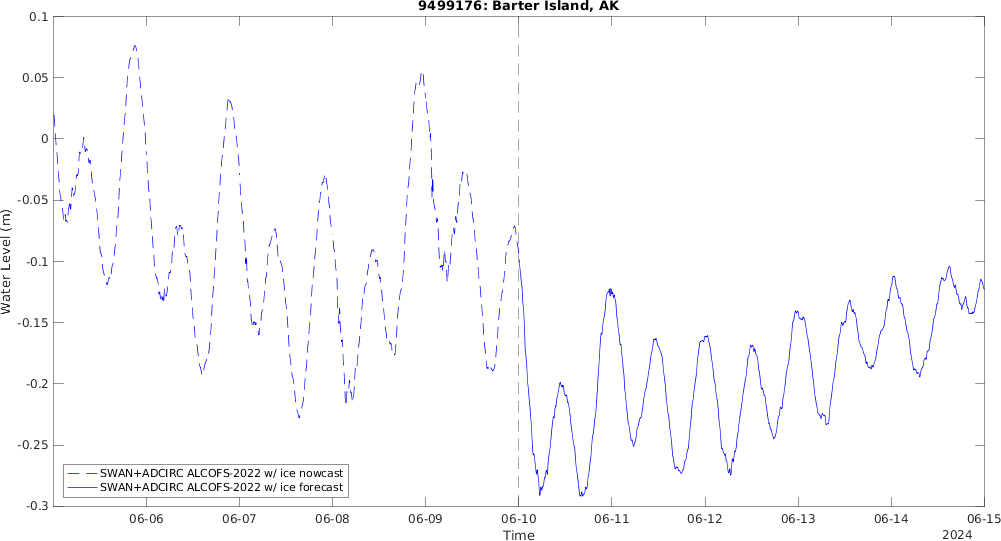 9499176: Barter Island, AK
0.1
0.05
0
-0.05
-0.1
-0.15
-0.2
-0.25
-0.3
Water Level (m)
SWAN+ADCIRC ALCOFS-2022 w/ ice nowcast
SWAN+ADCIRC ALCOFS-2022 w/ ice forecast
06-06 06-07 06-08 06-09 06-10 06-11 06-12 06-13 06-14 06-15
Time
2024